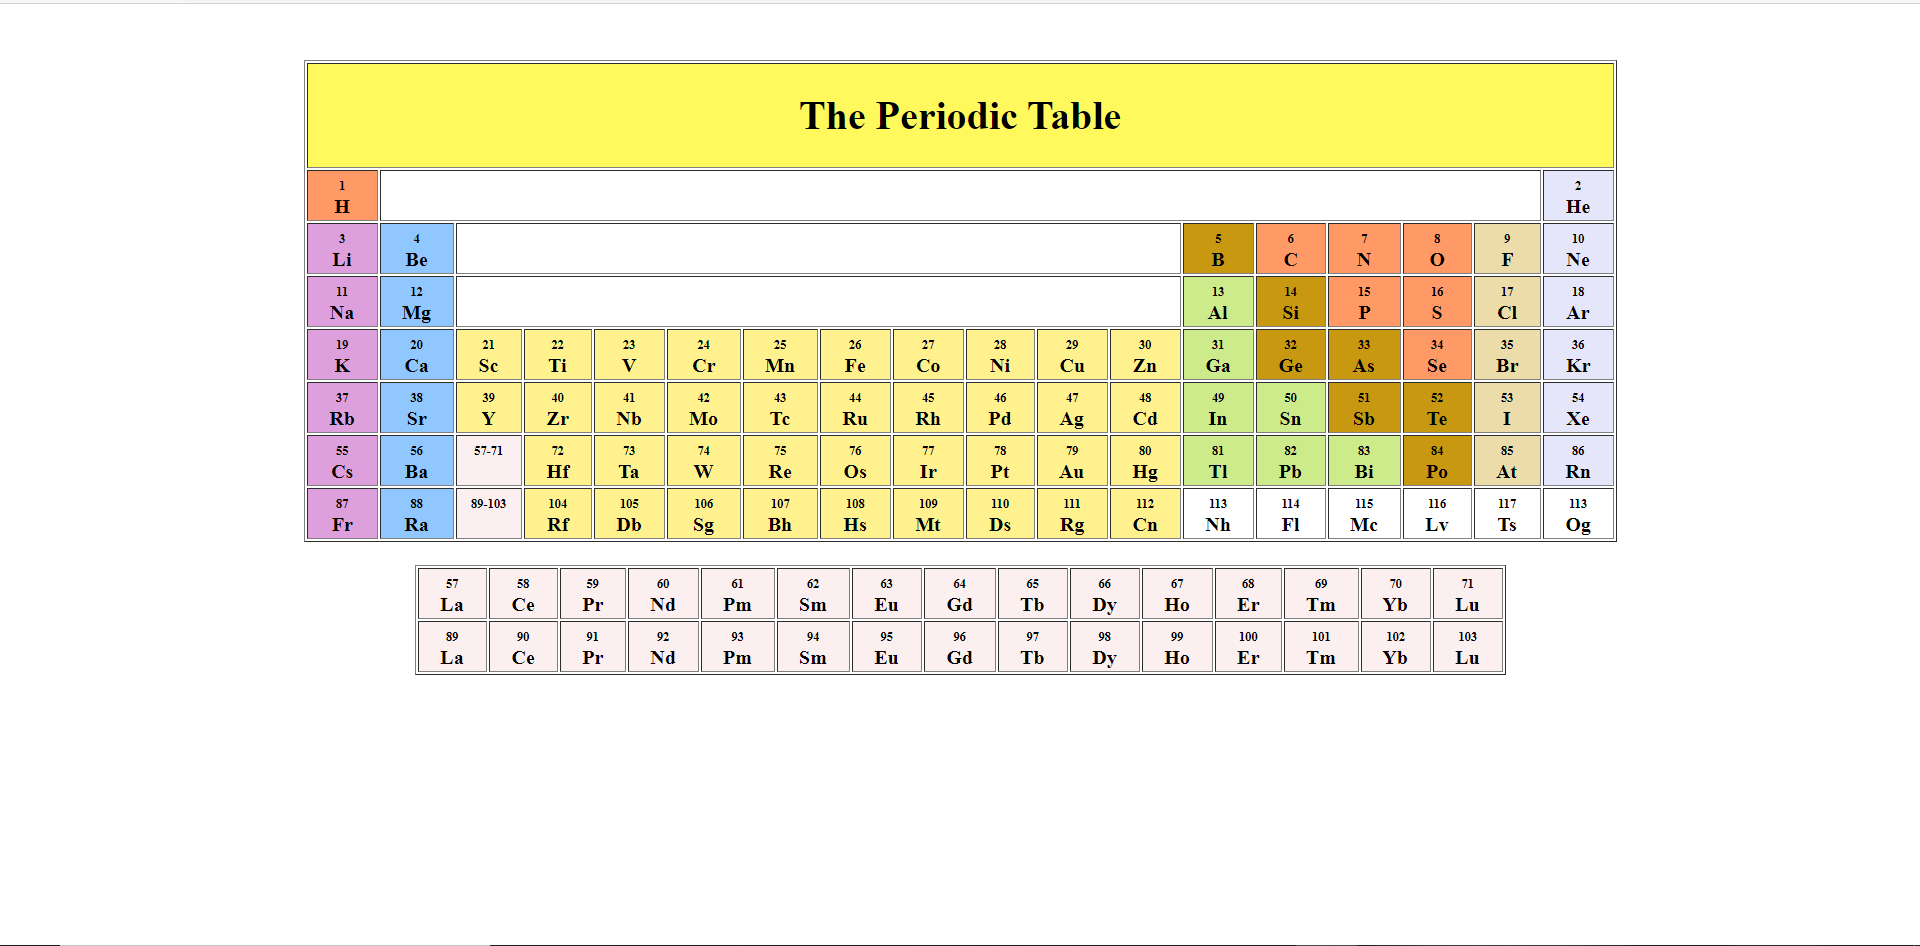 The Periodic Table
1 2
H He
3 4 5 6 7 8 9 10
Li Be B C N O F Ne
11 12 13 14 15 16 17 18
Na Mg Al Si P S Cl Ar
19 20 21 22 23 24 25 26 27 28 29 30 31 32 33 34 35 36
K Ca Sc Ti V Cr Mn Fe Co Ni Cu Zn Ga Ge As Se Br Kr
37 38 39 40 41 42 43 44 45 46 47 48 49 50 51 52 53 54
Rb Sr Y Zr Nb Mo Tc Ru Rh Pd Ag Cd In Sn Sb Te I Xe
55 56 57-71 72 73 74 75 76 77 78 79 80 81 82 83 84 85 86
Cs Ba Hf Ta W Re Os Ir Pt Au Hg Tl Pb Bi Po At Rn
87 88 89-103 104 105 106 107 108 109 110 111 112 113 114 115 116 117 113
Fr Ra Rf Db Sg Bh Hs Mt Ds Rg Cn Nh Fl Mc Lv Ts Og
57 58 59 60 61 62 63 64 65 66 67 68 69 70 71
La Ce Pr Nd Pm Sm Eu Gd Tb Dy Ho Er Tm Yb Lu
89 90 91 92 93 94 95 96 97 98 99 100 101 102 103
La Ce Pr Nd Pm Sm Eu Gd Tb Dy Ho Er Tm Yb Lu